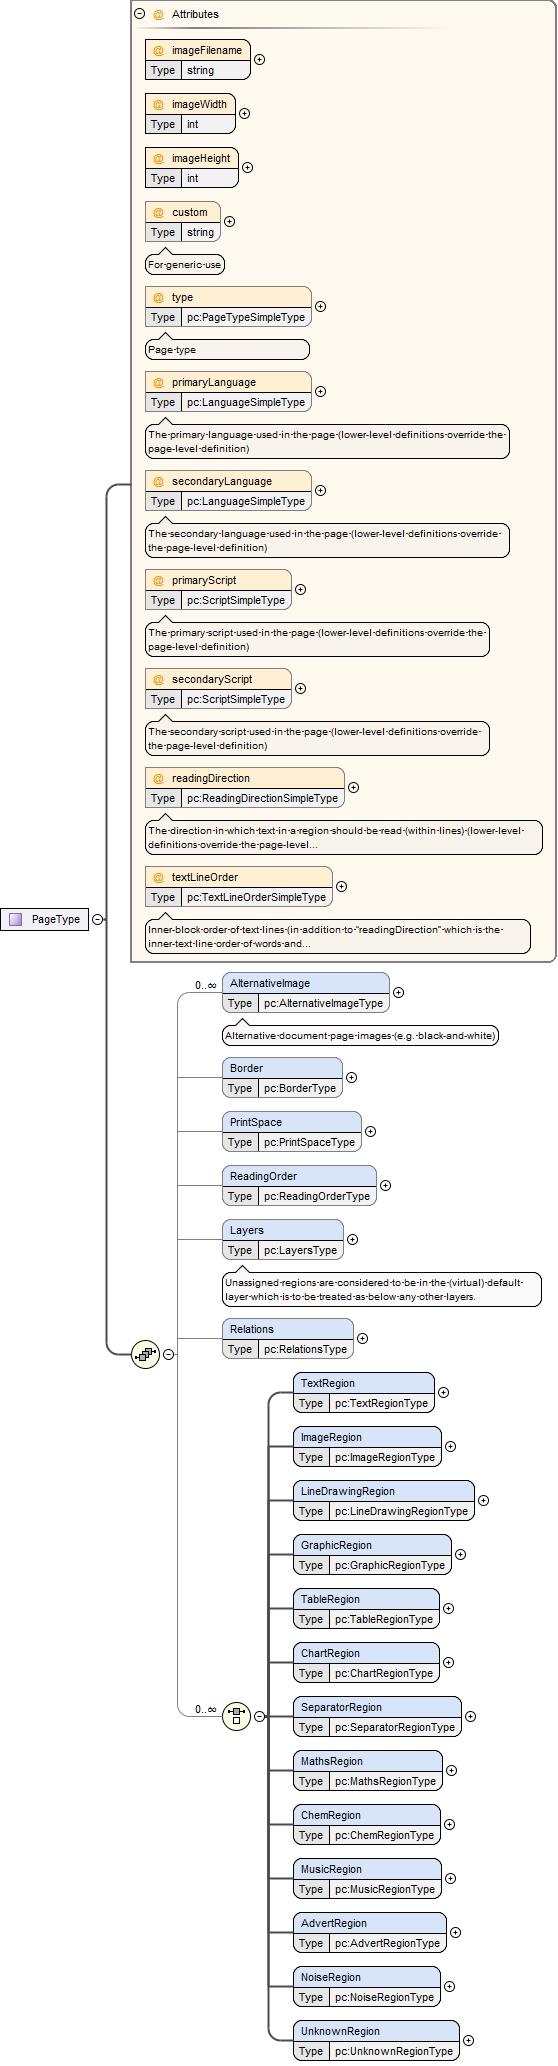 Attributes
@ imageFilename
Type string
@ imageWidth
Type int
@ imageHeight
Type int
@ custom
Type string
For generic use
@ type
Type pc:PageTypeSimpleType
Page type
@ primaryLanguage
Type pc:LanguageSimpleType
The primary language used in the page (lower-level definitions override the
page-level definition)
@ secondaryLanguage
Type pc:LanguageSimpleType
The secondary language used in the page (lower-level definitions override
the page-level definition)
@ primaryScript
Type pc:ScriptSimpleType
The primary script used in the page (lower-level definitions override the
page-level definition)
@ secondaryScript
Type pc:ScriptSimpleType
The secondary script used in the page (lower-level definitions override
the page-level definition)
@ readingDirection
Type pc:ReadingDirectionSimpleType
The direction in which text in a region should be read (within lines) (lower-level
definitions override the page-level...
@ textLineOrder
Type pc:TextLineOrderSimpleType
Inner-block order of text lines (in addition to "readingDirection" which is the
inner text line order of words and...
PageType
0..∞
AlternativeImage
Type pc:AlternativeImageType
Alternative document page images (e.g. black-and-white)
Border
Type pc:BorderType
PrintSpace
Type pc:PrintSpaceType
ReadingOrder
Type pc:ReadingOrderType
Layers
Type pc:LayersType
Unassigned regions are considered to be in the (virtual) default
layer which is to be treated as below any other layers.
Relations
Type pc:RelationsType
0..∞
TextRegion
Type pc:TextRegionType
ImageRegion
Type pc:ImageRegionType
LineDrawingRegion
Type pc:LineDrawingRegionType
GraphicRegion
Type pc:GraphicRegionType
TableRegion
Type pc:TableRegionType
ChartRegion
Type pc:ChartRegionType
SeparatorRegion
Type pc:SeparatorRegionType
MathsRegion
Type pc:MathsRegionType
ChemRegion
Type pc:ChemRegionType
MusicRegion
Type pc:MusicRegionType
AdvertRegion
Type pc:AdvertRegionType
NoiseRegion
Type pc:NoiseRegionType
UnknownRegion
Type pc:UnknownRegionType